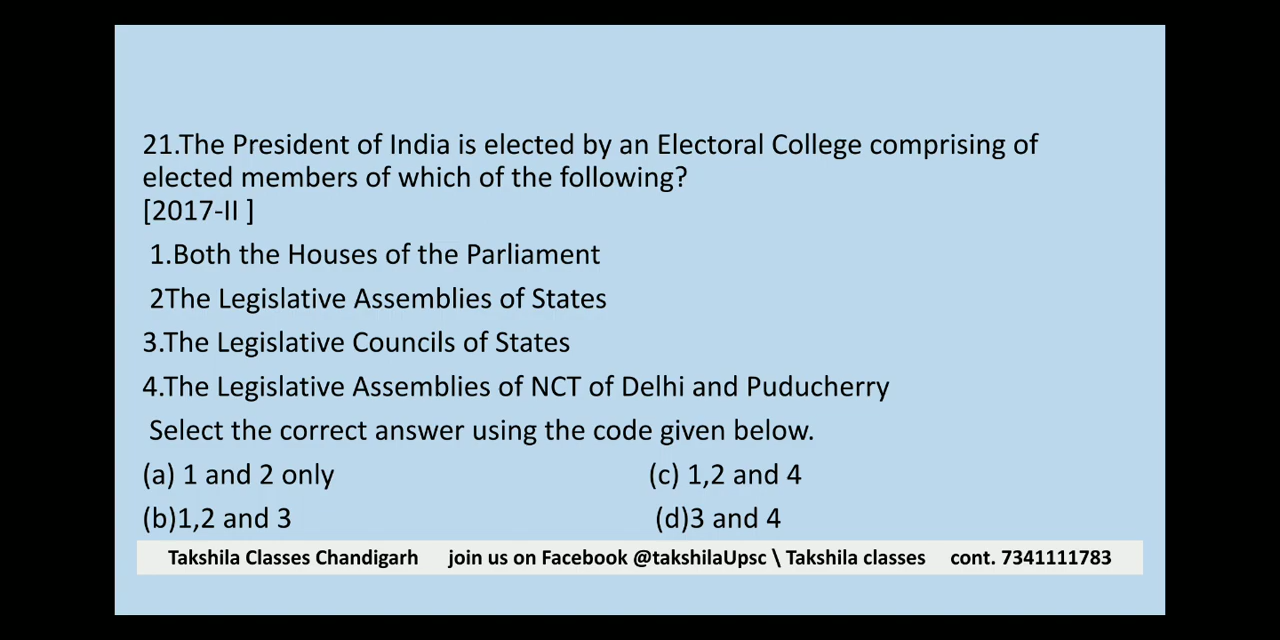 21.The President of India is elected by an Electoral College comprising of
elected members of which of the following?
[2017-II ]
1.Both the Houses of the Parliament
2The Legislative Assemblies of States
3.The Legislative Councils of States
4.The Legislative Assemblies of NCT of Delhi and Puducherry
Select the correct answer using the code given below.
(a) 1 and 2 only (c) 1,2 and 4
(b)1,2 and 3 (d)3 and 4
Takshila Classes Chandigarh join us on Facebook @takshilaUpsc \ Takshila classes cont. 7341111783